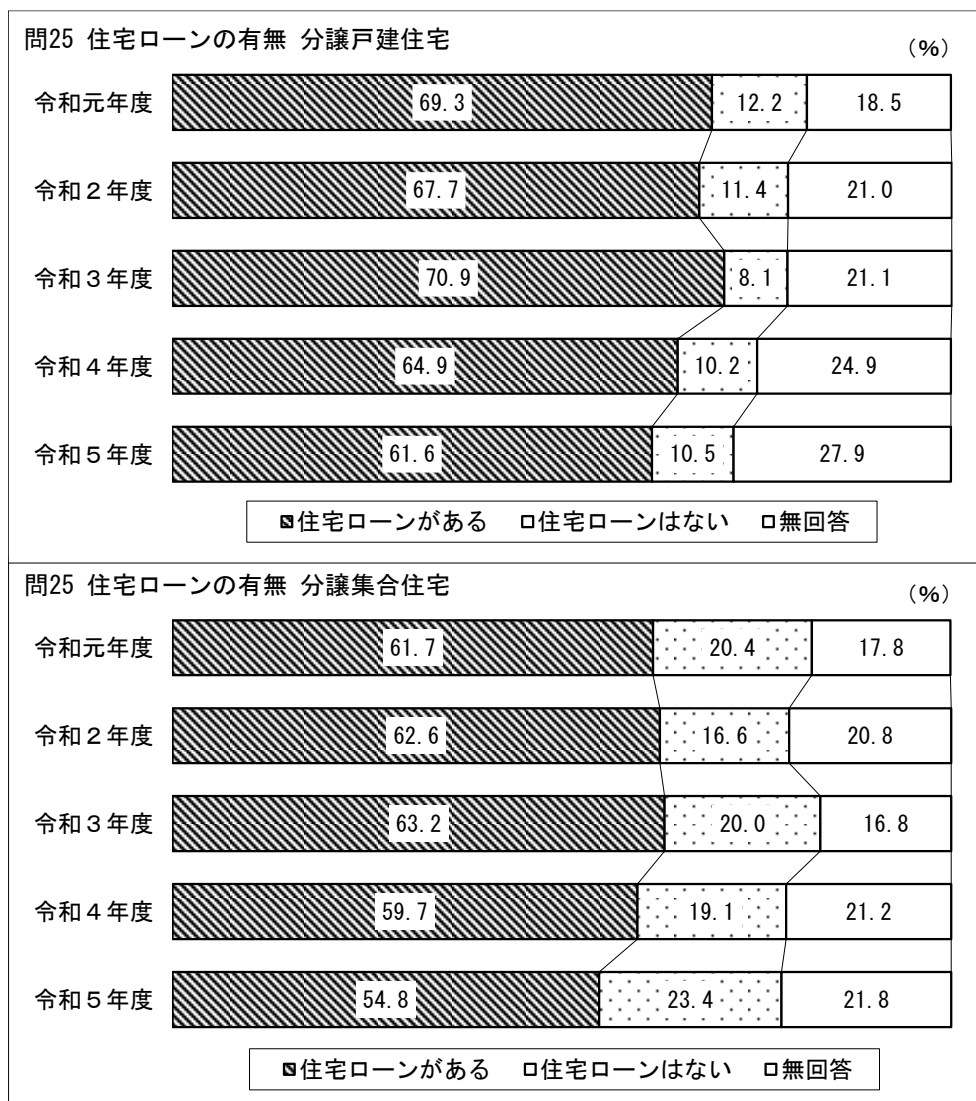 問25 住宅ローンの有無 分譲戸建住宅
(%)
令和元年度 69.3 12.2 18.5
令和２年度 67.7 11.4 21.0
令和３年度 70.9 8.1 21.1
令和４年度 64.9 10.2 24.9
令和５年度 61.6 10.5 27.9
住宅ローンがある 住宅ローンはない 無回答
問25 住宅ローンの有無 分譲集合住宅
(%)
令和元年度 61.7 20.4 17.8
令和２年度 62.6 16.6 20.8
令和３年度 63.2 20.0 16.8
令和４年度 59.7 19.1 21.2
令和５年度 54.8 23.4 21.8
住宅ローンがある 住宅ローンはない 無回答